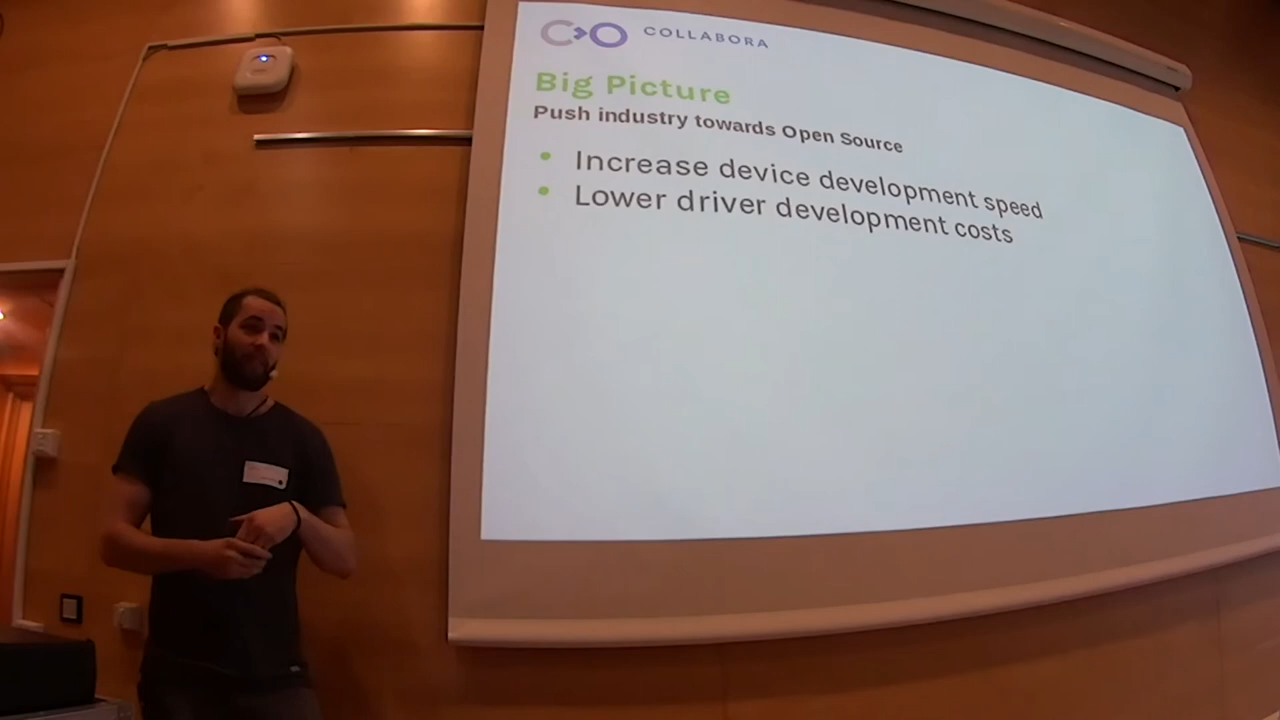 COLLABORA
Big Picture
Push industry towards Open Source
• Increase device development speed
• Lower driver development costs